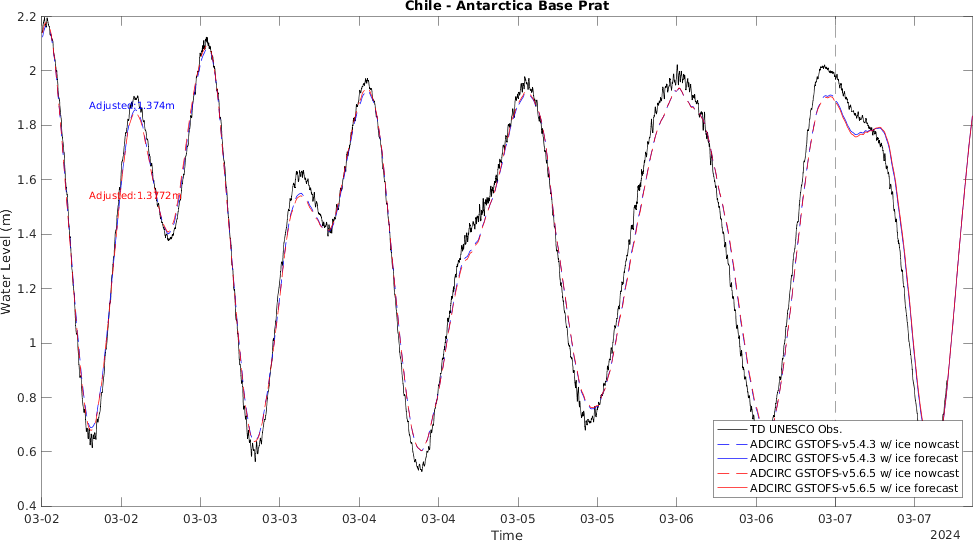 Chile - Antarctica Base Prat
2.2
2
1.8
1.6
1.4
1.2
1
0.8
0.6
0.4
Water Level (m)
Adjusted:1.374m
Adjusted:1.3772m
TD UNESCO Obs.
ADCIRC GSTOFS-v5.4.3 w/ ice nowcast
ADCIRC GSTOFS-v5.4.3 w/ ice forecast
ADCIRC GSTOFS-v5.6.5 w/ ice nowcast
ADCIRC GSTOFS-v5.6.5 w/ ice forecast
03-02 03-02 03-03 03-03 03-04 03-04 03-05 03-05 03-06 03-06 03-07 03-07
Time
2024